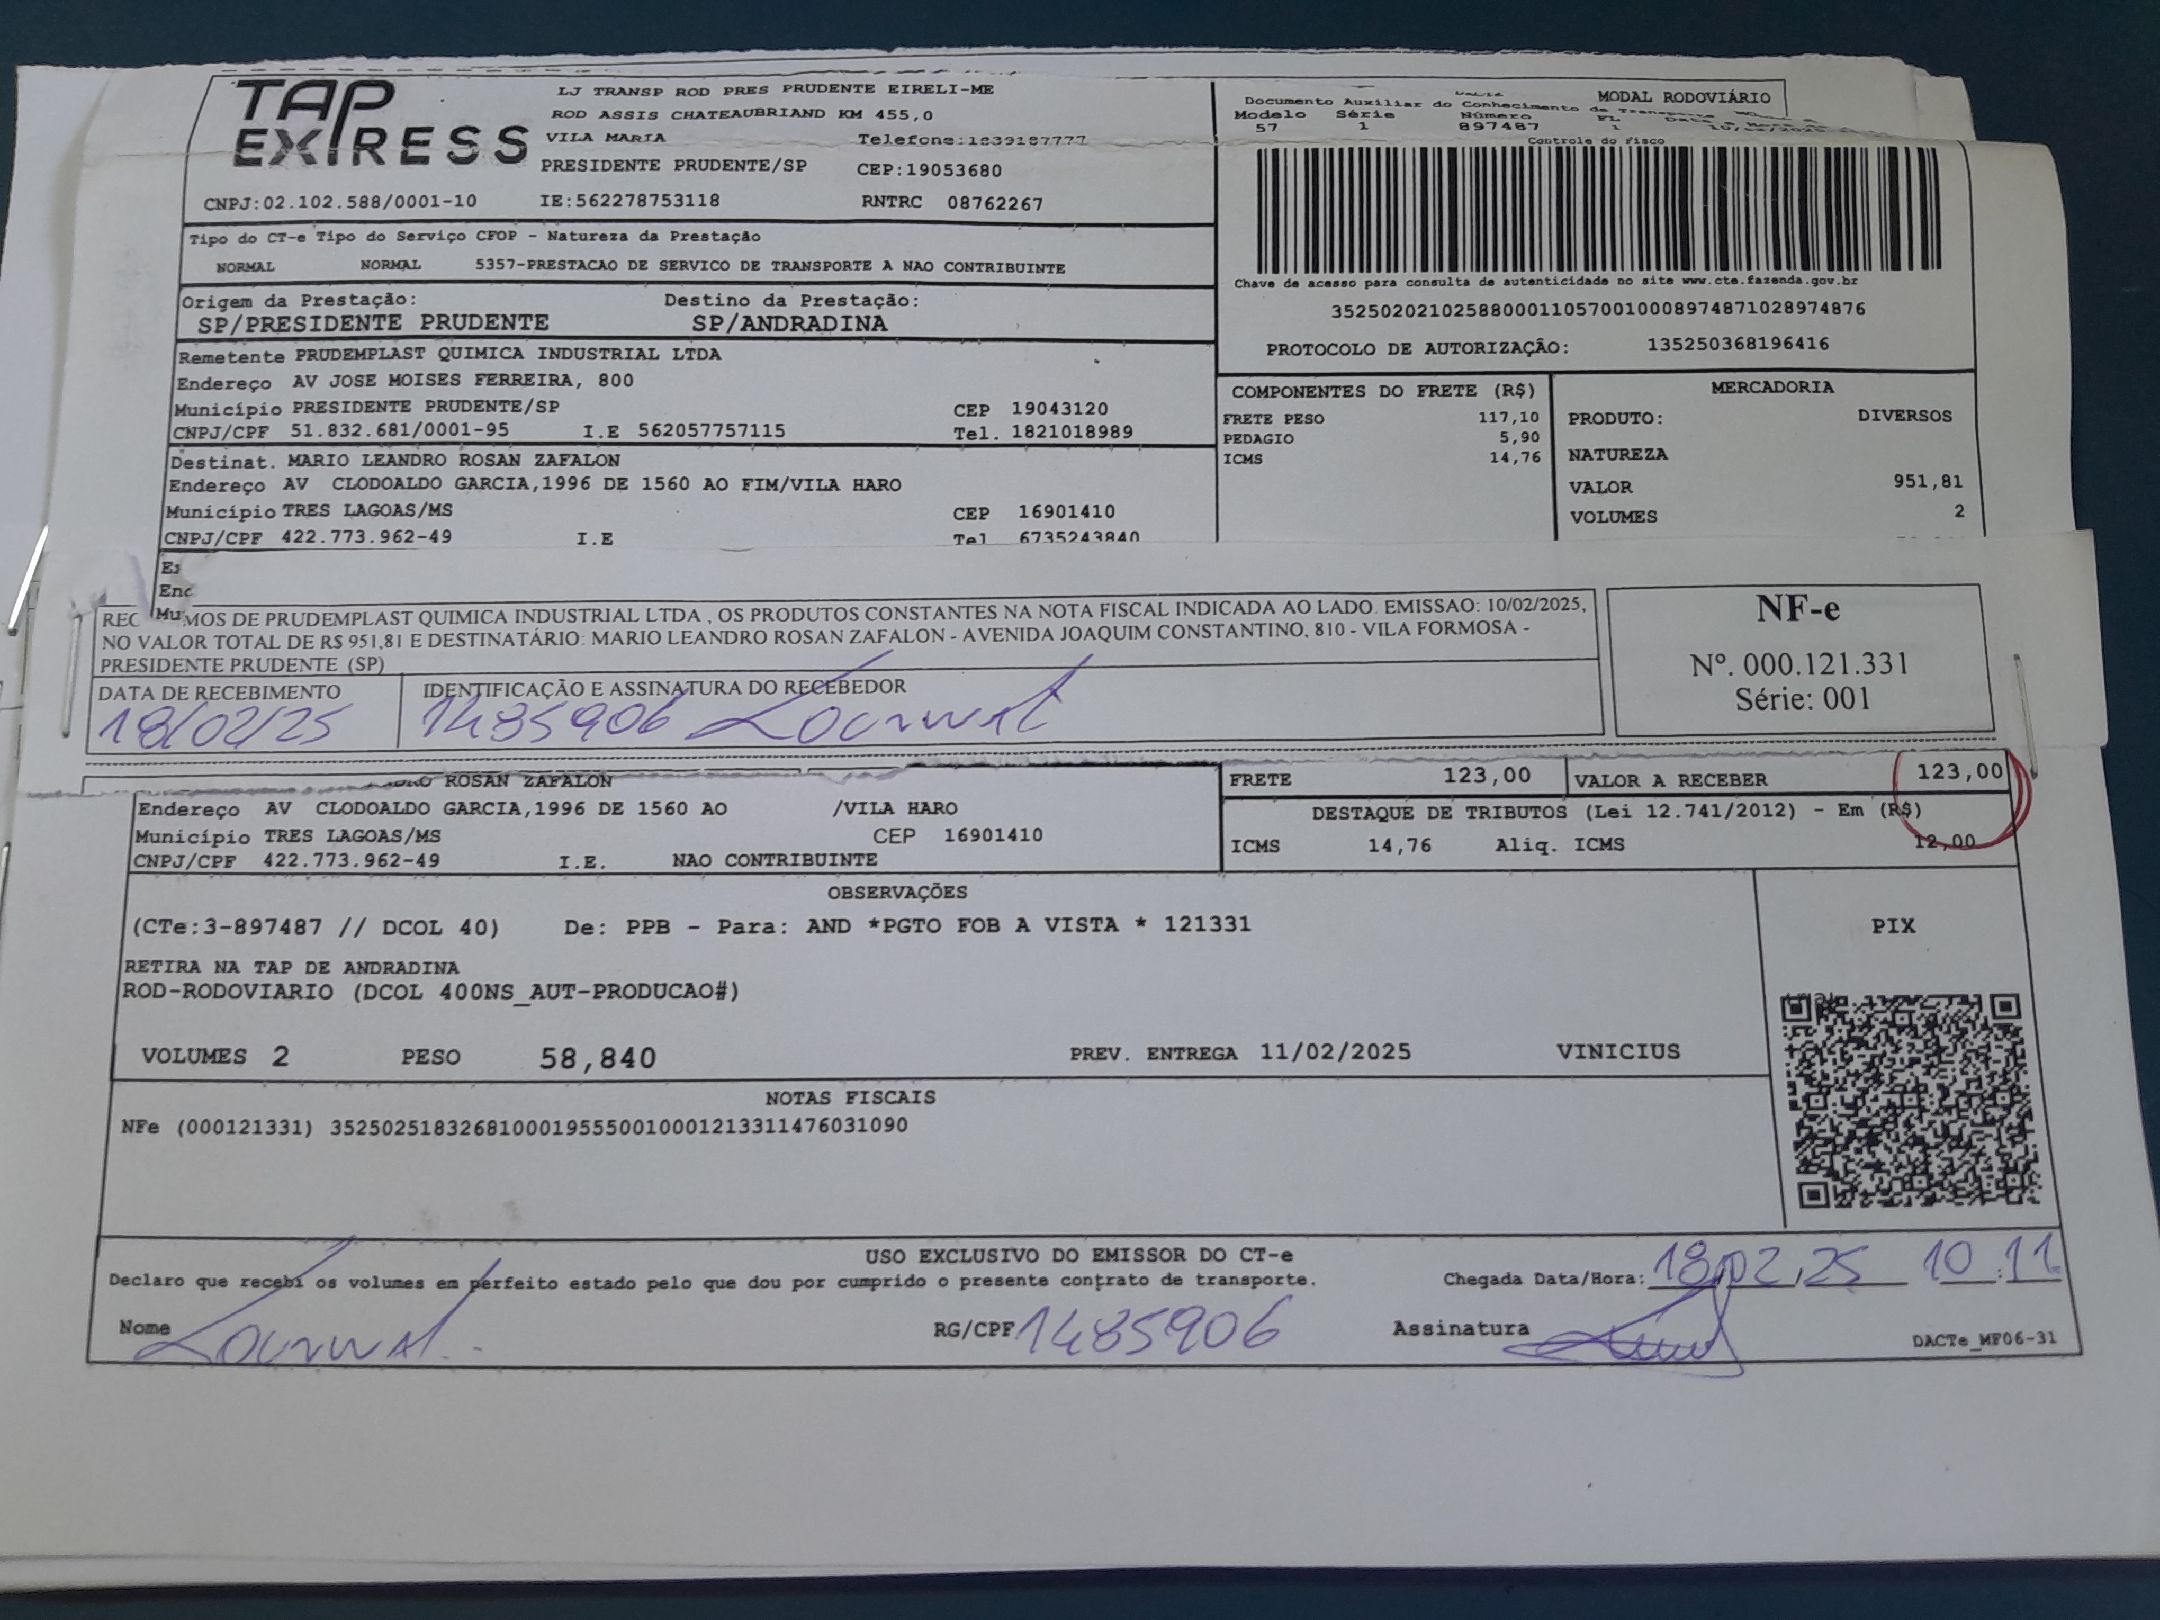 TAP
EXPRESS
LJ TRANSP ROD PRES PRUDENTE EIRELI-ME
ROD ASSIS CHATEAUBRIAND KM 455,0
VILA MARIA Telefone:1839187777
PRESIDENTE PRUDENTE/SP CEP:19053680
CNPJ:02.102.588/0001-10 IE:562278753118 RNTRC 08762267
MODAL RODOVIÁRIO
Documento Auxiliar do Conhecimento de
Modelo Série Número FL
57 1 897487 1
Controle do Fisco
Chave de acesso para consulta de autenticidade no site www.cte.fazenda.gov.br
35250202102588000110570010008974871028974876
PROTOCOLO DE AUTORIZAÇÃO: 135250368196416
Tipo do CT-e Tipo do Serviço CFOP - Natureza da Prestação
NORMAL NORMAL 5357-PRESTACAO DE SERVICO DE TRANSPORTE A NAO CONTRIBUINTE
Origem da Prestação: Destino da Prestação:
SP/PRESIDENTE PRUDENTE SP/ANDRADINA
Remetente PRUDEMPLAST QUIMICA INDUSTRIAL LTDA
Endereço AV JOSE MOISES FERREIRA, 800
Município PRESIDENTE PRUDENTE/SP CEP 19043120
CNPJ/CPF 51.832.681/0001-95 I.E 562057757115 Tel. 1821018989
Destinat. MARIO LEANDRO ROSAN ZAFALON
Endereço AV CLODOALDO GARCIA,1996 DE 1560 AO FIM/VILA HARO
Município TRES LAGOAS/MS CEP 16901410
CNPJ/CPF 422.773.962-49 I.E Tel 6735243840
COMPONENTES DO FRETE (R$)
FRETE PESO 117,10
PEDAGIO 5,90
ICMS 14,76
MERCADORIA
PRODUTO: DIVERSOS
NATUREZA
VALOR 951,81
VOLUMES 2
MOS DE PRUDEMPLAST QUIMICA INDUSTRIAL LTDA , OS PRODUTOS CONSTANTES NA NOTA FISCAL INDICADA AO LADO. EMISSAO: 10/02/2025,
NO VALOR TOTAL DE R$ 951,81 E DESTINATÁRIO: MARIO LEANDRO ROSAN ZAFALON - AVENIDA JOAQUIM CONSTANTINO, 810 - VILA FORMOSA -
PRESIDENTE PRUDENTE (SP)
DATA DE RECEBIMENTO IDENTIFICAÇÃO E ASSINATURA DO RECEBEDOR
18/02/25 1485906
NF-e
Nº. 000.121.331
Série: 001
ROSAN ZAFALON
Endereço AV CLODOALDO GARCIA,1996 DE 1560 AO /VILA HARO
Município TRES LAGOAS/MS CEP 16901410
CNPJ/CPF 422.773.962-49 I.E. NAO CONTRIBUINTE
FRETE 123,00 VALOR A RECEBER 123,00
DESTAQUE DE TRIBUTOS (Lei 12.741/2012) - Em (R$)
ICMS 14,76 Aliq. ICMS 12,00
OBSERVAÇÕES
(CTe:3-897487 // DCOL 40) De: PPB - Para: AND *PGTO FOB A VISTA * 121331
RETIRA NA TAP DE ANDRADINA
ROD-RODOVIARIO (DCOL 400NS_AUT-PRODUCAO#)
VOLUMES 2 PESO 58,840 PREV. ENTREGA 11/02/2025 VINICIUS
PIX
NOTAS FISCAIS
NFe (000121331) 35250251832681000195550010001213311476031090
USO EXCLUSIVO DO EMISSOR DO CT-e
Declaro que recebi os volumes em perfeito estado pelo que dou por cumprido o presente contrato de transporte.
Chegada Data/Hora: 18/02/25 10:11
Nome RG/CPF 1485906 Assinatura
DACTe_MF06-31